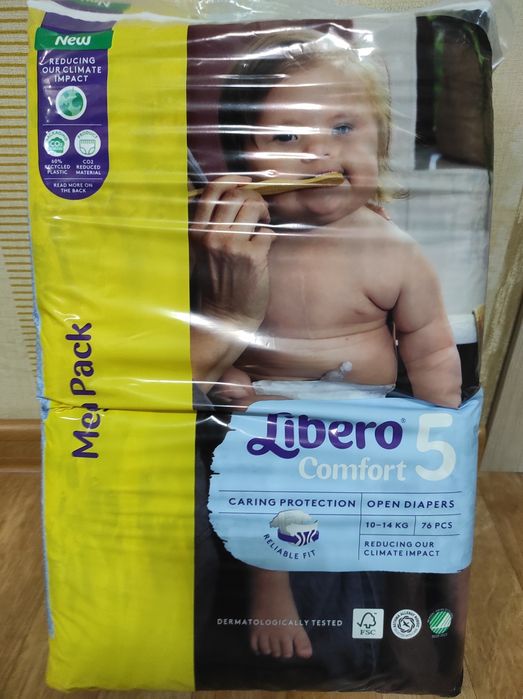 New
REDUCING
OUR CLIMATE
IMPACT
CO2
60%
RECYCLED
PLASTIC
CO2
REDUCED
MATERIAL
READ MORE ON
THE BACK
Pack
Libero®
Comfort 5
CARING PROTECTION
OPEN DIAPERS
10-14 KG
76 PCS
RELIABLE FIT
REDUCING OUR
CLIMATE IMPACT
DERMATOLOGICALLY TESTED
FSC